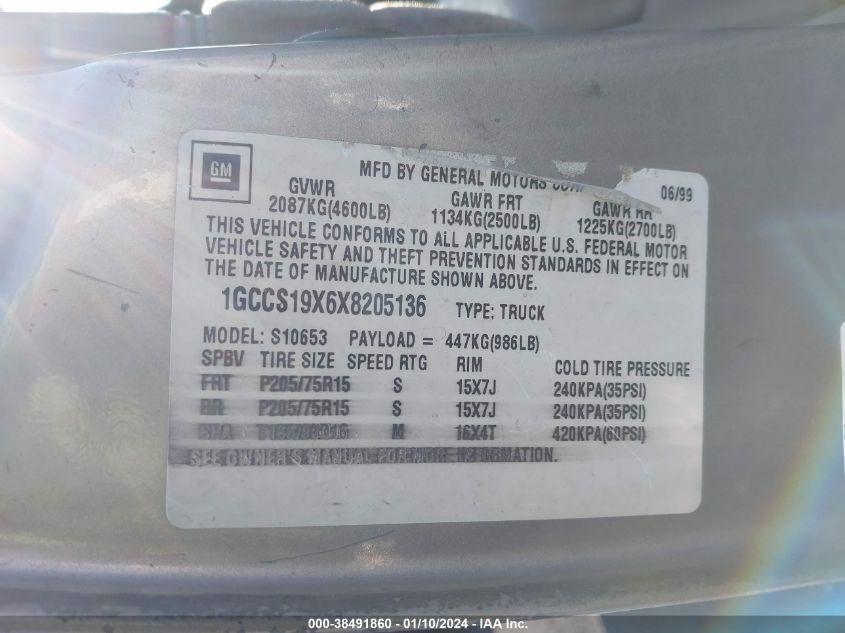 GM
MFD BY GENERAL MOTORS CORP 06/99
GVWR GAWR FRT GAWR RR
2087KG(4600LB) 1134KG(2500LB) 1225KG(2700LB)
THIS VEHICLE CONFORMS TO ALL APPLICABLE U.S. FEDERAL MOTOR
VEHICLE SAFETY AND THEFT PREVENTION STANDARDS IN EFFECT ON
THE DATE OF MANUFACTURE SHOWN ABOVE.
1GCCS19X6X8205136 TYPE: TRUCK
MODEL: S10653 PAYLOAD = 447KG(986LB)
SPBV TIRE SIZE SPEED RTG RIM COLD TIRE PRESSURE
FRT P205/75R15 S 15X7J 240KPA(35PSI)
RR P205/75R15 S 15X7J 240KPA(35PSI)
M 16X4T 420KPA(60PSI)
SEE OWNER'S MANUAL FOR MORE INFORMATION.
000-38491860 - 01/10/2024 - IAA Inc.